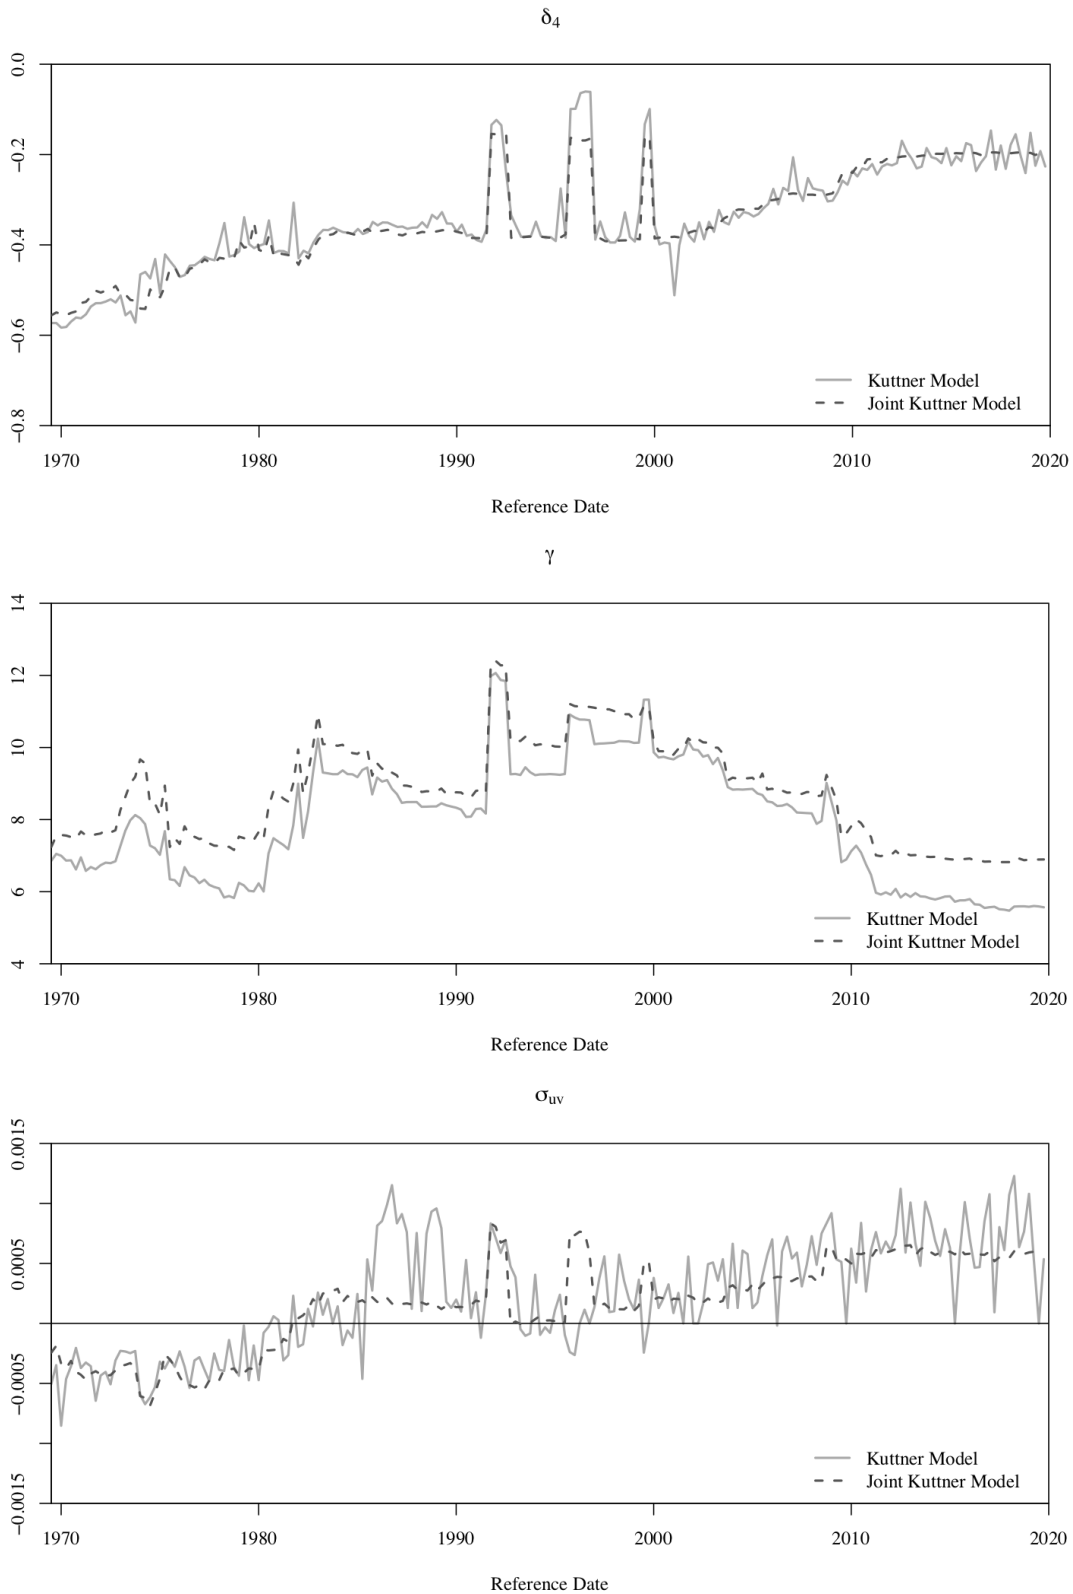 δ4
0.0
−0.2
−0.4
−0.6
−0.8
Kuttner Model
Joint Kuttner Model
1970 1980 1990 2000 2010 2020
Reference Date
γ
14
12
10
8
6
4
Kuttner Model
Joint Kuttner Model
1970 1980 1990 2000 2010 2020
Reference Date
σuv
0.0015
0.0005
−0.0005
−0.0015
Kuttner Model
Joint Kuttner Model
1970 1980 1990 2000 2010 2020
Reference Date